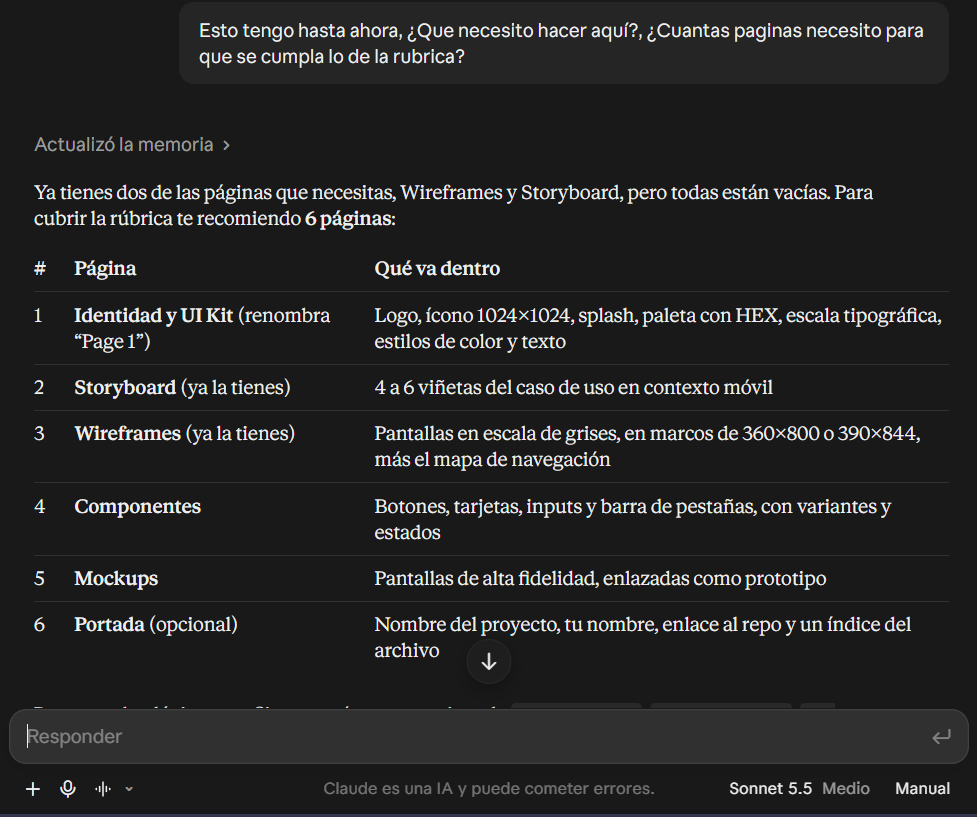 Esto tengo hasta ahora, ¿Que necesito hacer aquí?, ¿Cuantas paginas necesito para
que se cumpla lo de la rubrica?
Actualizó la memoria >
Ya tienes dos de las páginas que necesitas, Wireframes y Storyboard, pero todas están vacías. Para
cubrir la rúbrica te recomiendo 6 páginas:
# Página Qué va dentro
1 Identidad y UI Kit (renombra Logo, ícono 1024×1024, splash, paleta con HEX, escala tipográfica,
“Page 1”) estilos de color y texto
2 Storyboard (ya la tienes) 4 a 6 viñetas del caso de uso en contexto móvil
3 Wireframes (ya la tienes) Pantallas en escala de grises, en marcos de 360×800 o 390×844,
más el mapa de navegación
4 Componentes Botones, tarjetas, inputs y barra de pestañas, con variantes y
estados
5 Mockups Pantallas de alta fidelidad, enlazadas como prototipo
6 Portada (opcional) Nombre del proyecto, tu nombre, enlace al repo y un índice del
archivo
Responder
Claude es una IA y puede cometer errores. Sonnet 5.5 Medio Manual